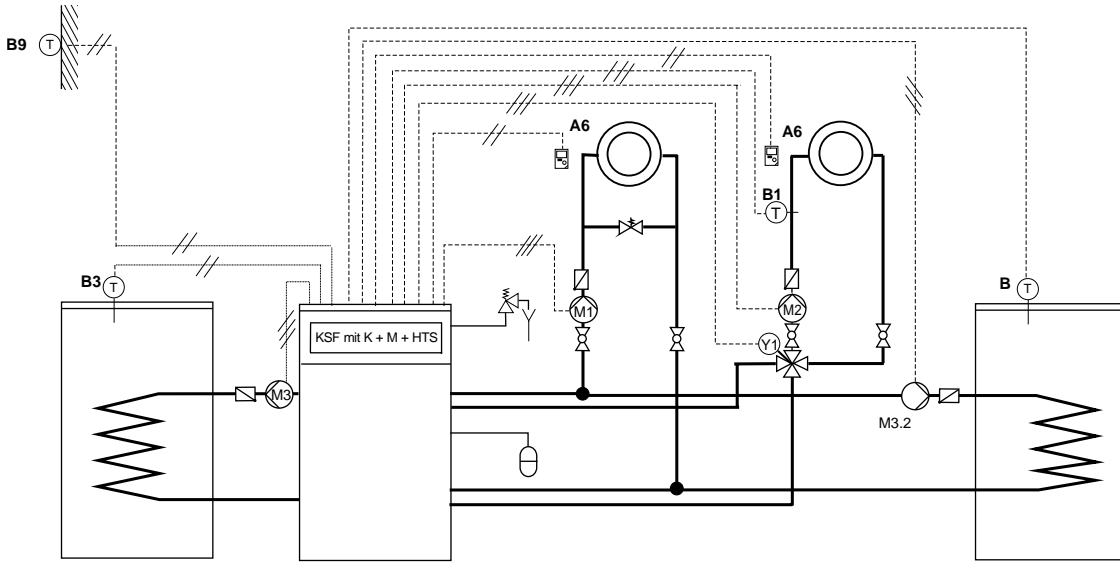 B9 T
A6
A6
B1 T
B3 T
B T
M1
M2
KSF mit K + M + HTS
Y1
M3
M3.2